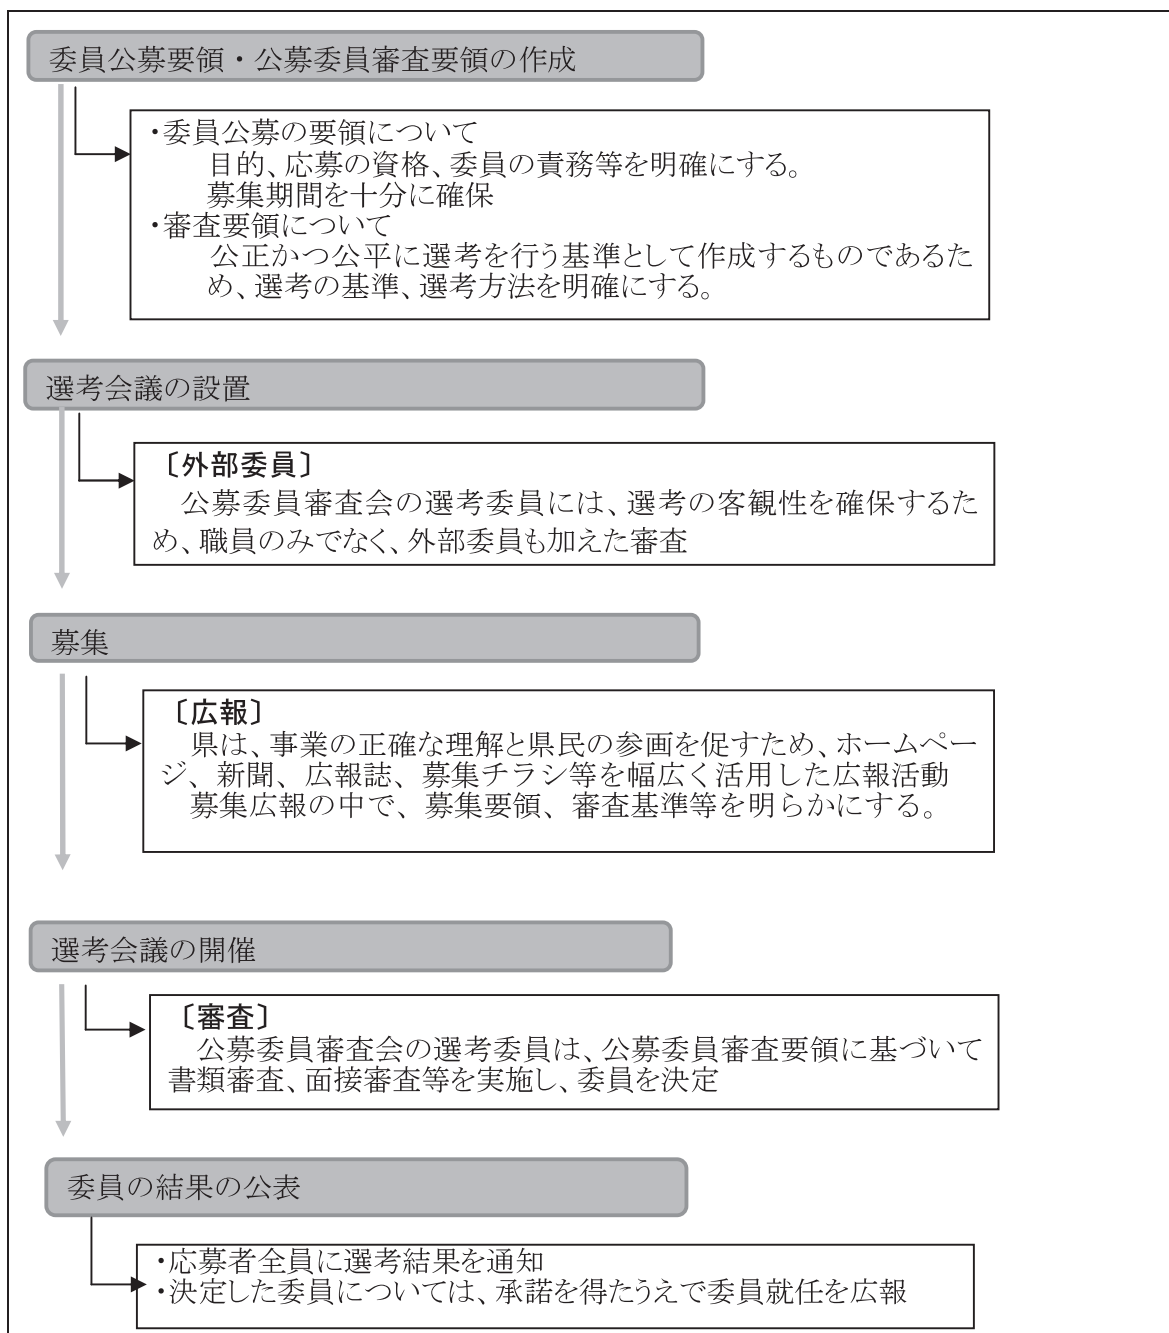 委員公募要領・公募委員審査要領の作成
・委員公募の要領について
目的、応募の資格、委員の責務等を明確にする。
募集期間を十分に確保
・審査要領について
公正かつ公平に選考を行う基準として作成するものであるた
め、選考の基準、選考方法を明確にする。
選考会議の設置
〔外部委員〕
公募委員審査会の選考委員には、選考の客観性を確保するた
め、職員のみでなく、外部委員も加えた審査
募集
〔広報〕
県は、事業の正確な理解と県民の参画を促すため、ホームペー
ジ、新聞、広報誌、募集チラシ等を幅広く活用した広報活動
募集広報の中で、募集要領、審査基準等を明らかにする。
選考会議の開催
〔審査〕
公募委員審査会の選考委員は、公募委員審査要領に基づいて
書類審査、面接審査等を実施し、委員を決定
委員の結果の公表
・応募者全員に選考結果を通知
・決定した委員については、承諾を得たうえで委員就任を広報